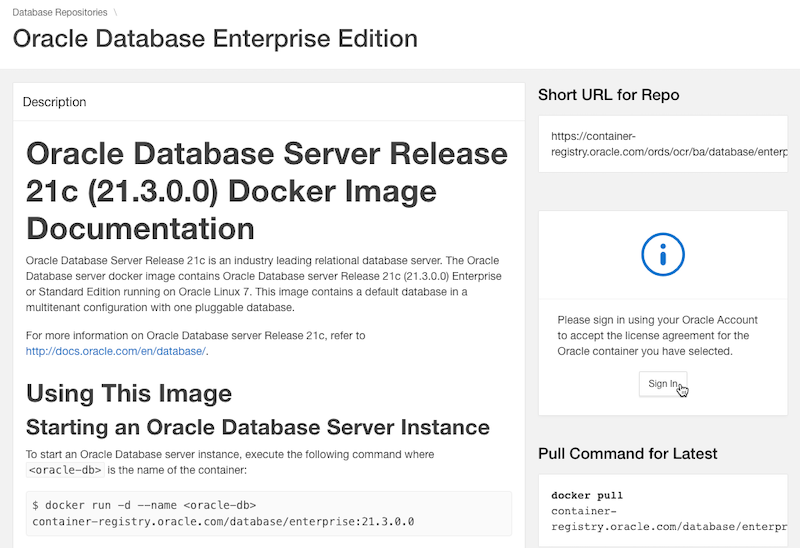 Database Repositories \
Oracle Database Enterprise Edition
Description
Oracle Database Server Release
21c (21.3.0.0) Docker Image
Documentation
Oracle Database Server Release 21c is an industry leading relational database server. The Oracle
Database server docker image contains Oracle Database server Release 21c (21.3.0.0) Enterprise
or Standard Edition running on Oracle Linux 7. This image contains a default database in a
multitenant configuration with one pluggable database.
For more information on Oracle Database server Release 21c, refer to
http://docs.oracle.com/en/database/.
Using This Image
Starting an Oracle Database Server Instance
To start an Oracle Database server instance, execute the following command where
<oracle-db> is the name of the container:
$ docker run -d --name <oracle-db>
container-registry.oracle.com/database/enterprise:21.3.0.0
Short URL for Repo
https://container-
registry.oracle.com/ords/ocr/ba/database/enterp
Please sign in using your Oracle Account
to accept the license agreement for the
Oracle container you have selected.
Sign In
Pull Command for Latest
docker pull
container-
registry.oracle.com/database/enterpr